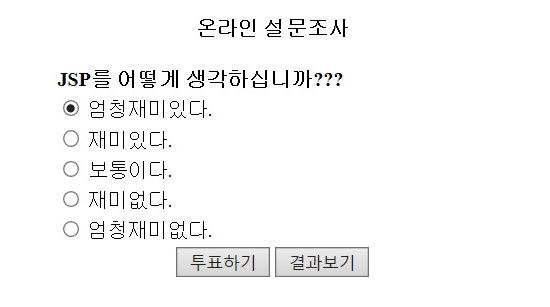 온라인 설문조사
JSP를 어떻게 생각하십니까???
엄청재미있다.
재미있다.
보통이다.
재미없다.
엄청재미없다.
투표하기 결과보기